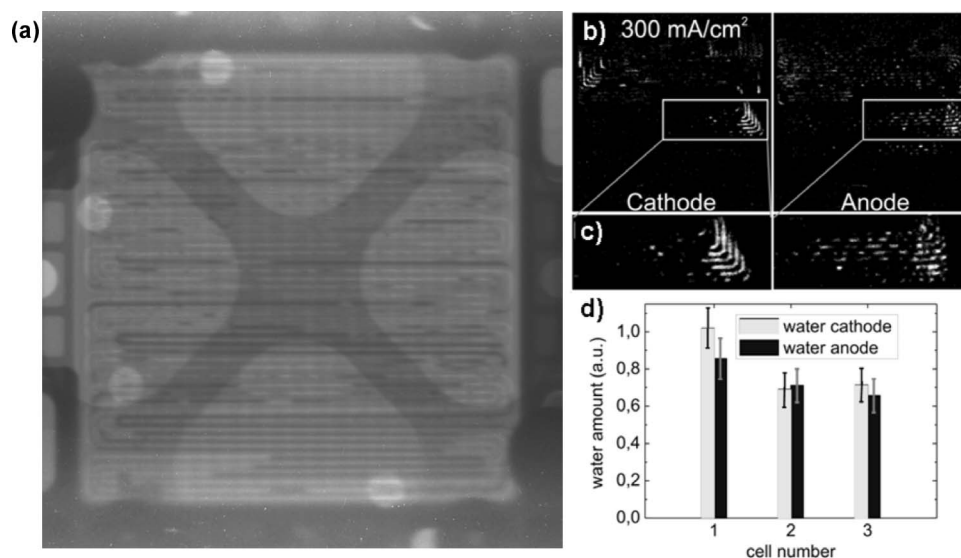 (a)
b)
300 mA/cm²
Cathode
Anode
c)
d)
water cathode
water anode
water amount (a.u.)
1,0
0,8
0,6
0,4
0,2
0,0
1 2 3
cell number